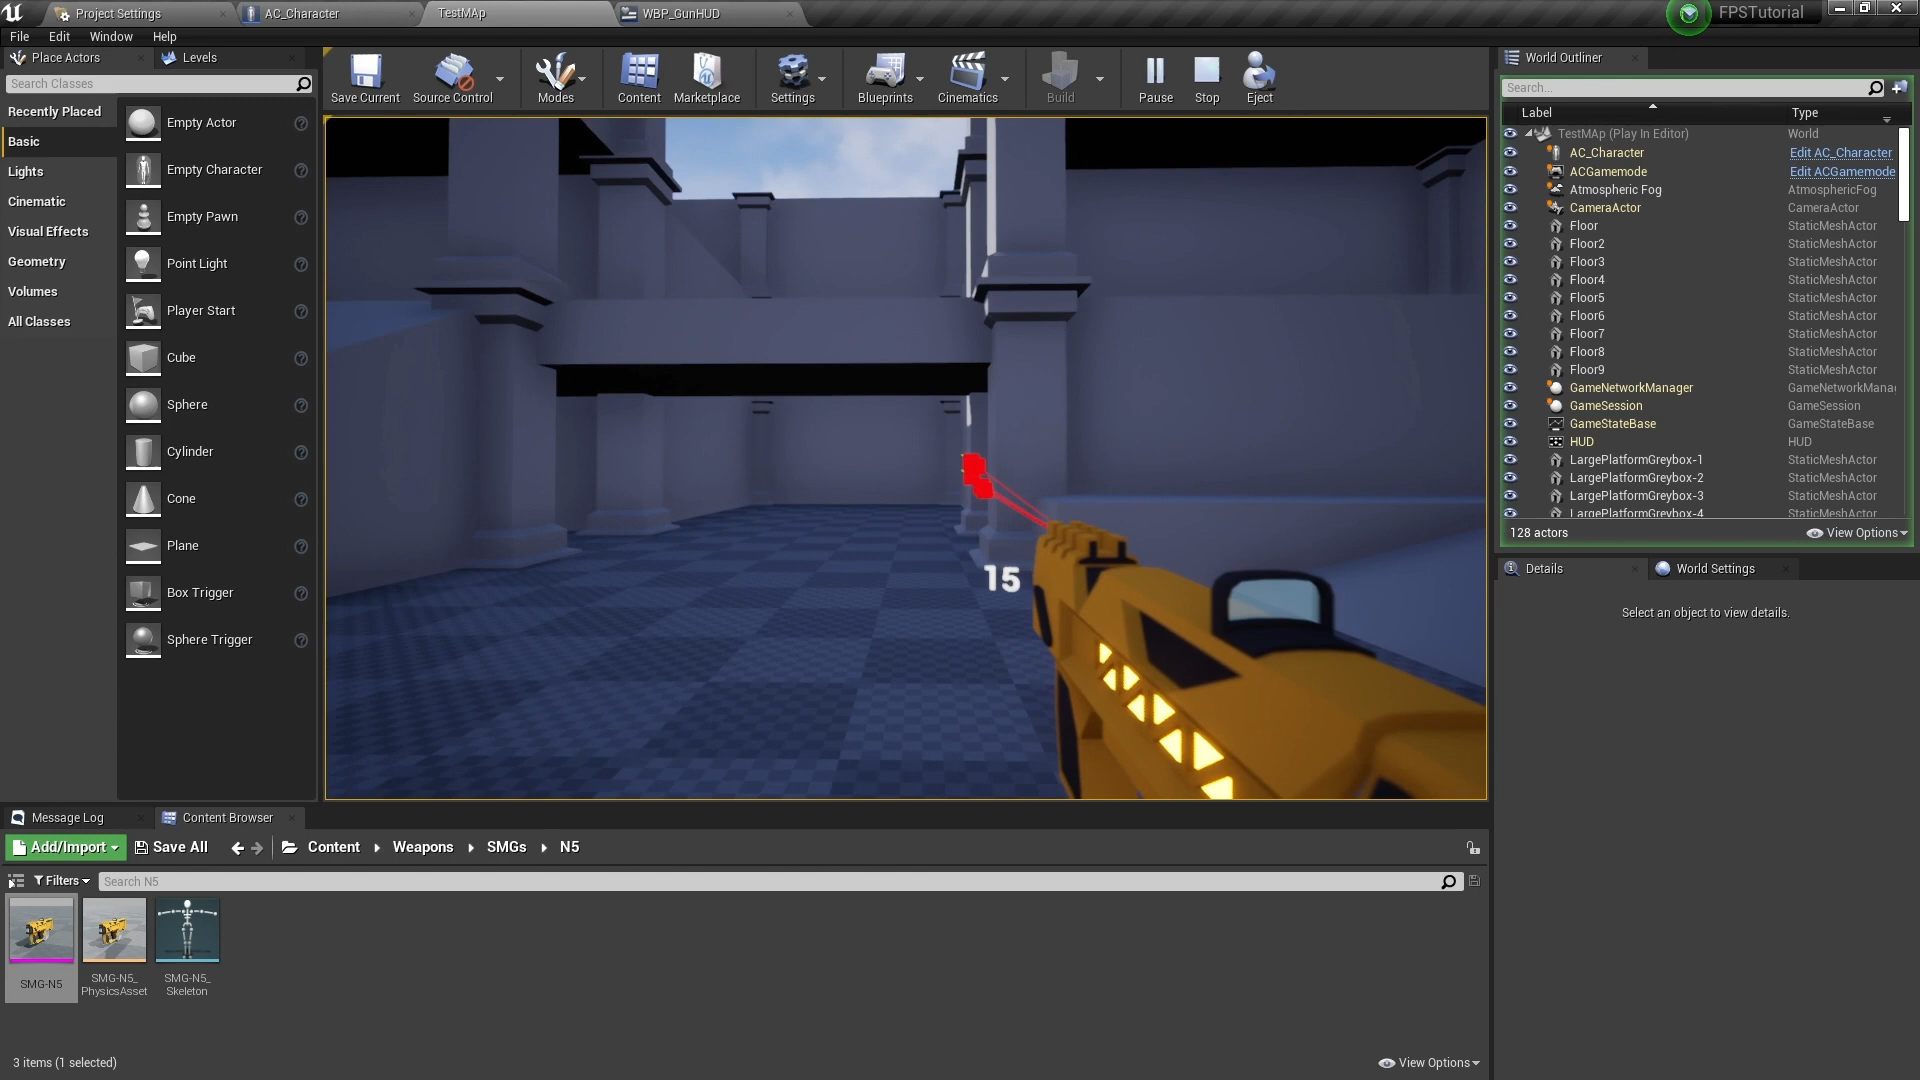 Project Settings
AC_Character
TestMAp
WBP_GunHUD
FPSTutorial
File
Edit
Window
Help
Place Actors
Levels
Search Classes
Recently Placed
Basic
Lights
Cinematic
Visual Effects
Geometry
Volumes
All Classes
Empty Actor
Empty Character
Empty Pawn
Point Light
Player Start
Cube
Sphere
Cylinder
Cone
Plane
Box Trigger
Sphere Trigger
Save Current
Source Control
Modes
Content
Marketplace
Settings
Blueprints
Cinematics
Build
Pause
Stop
Eject
15
World Outliner
Search...
Label Type
TestMAp (Play In Editor) World
AC_Character Edit AC_Character
ACGamemode Edit ACGamemode
Atmospheric Fog AtmosphericFog
CameraActor CameraActor
Floor StaticMeshActor
Floor2 StaticMeshActor
Floor3 StaticMeshActor
Floor4 StaticMeshActor
Floor5 StaticMeshActor
Floor6 StaticMeshActor
Floor7 StaticMeshActor
Floor8 StaticMeshActor
Floor9 StaticMeshActor
GameNetworkManager GameNetworkMana
GameSession GameSession
GameStateBase GameStateBase
HUD HUD
LargePlatformGreybox-1 StaticMeshActor
LargePlatformGreybox-2 StaticMeshActor
LargePlatformGreybox-3 StaticMeshActor
LargePlatformGreybox-4 StaticMeshActor
128 actors
View Options
Details
World Settings
Select an object to view details.
Message Log
Content Browser
Add/Import
Save All
Content
Weapons
SMGs
N5
Filters
Search N5
SMG-N5
SMG-N5_
PhysicsAsset
SMG-N5_
Skeleton
3 items (1 selected)
View Options